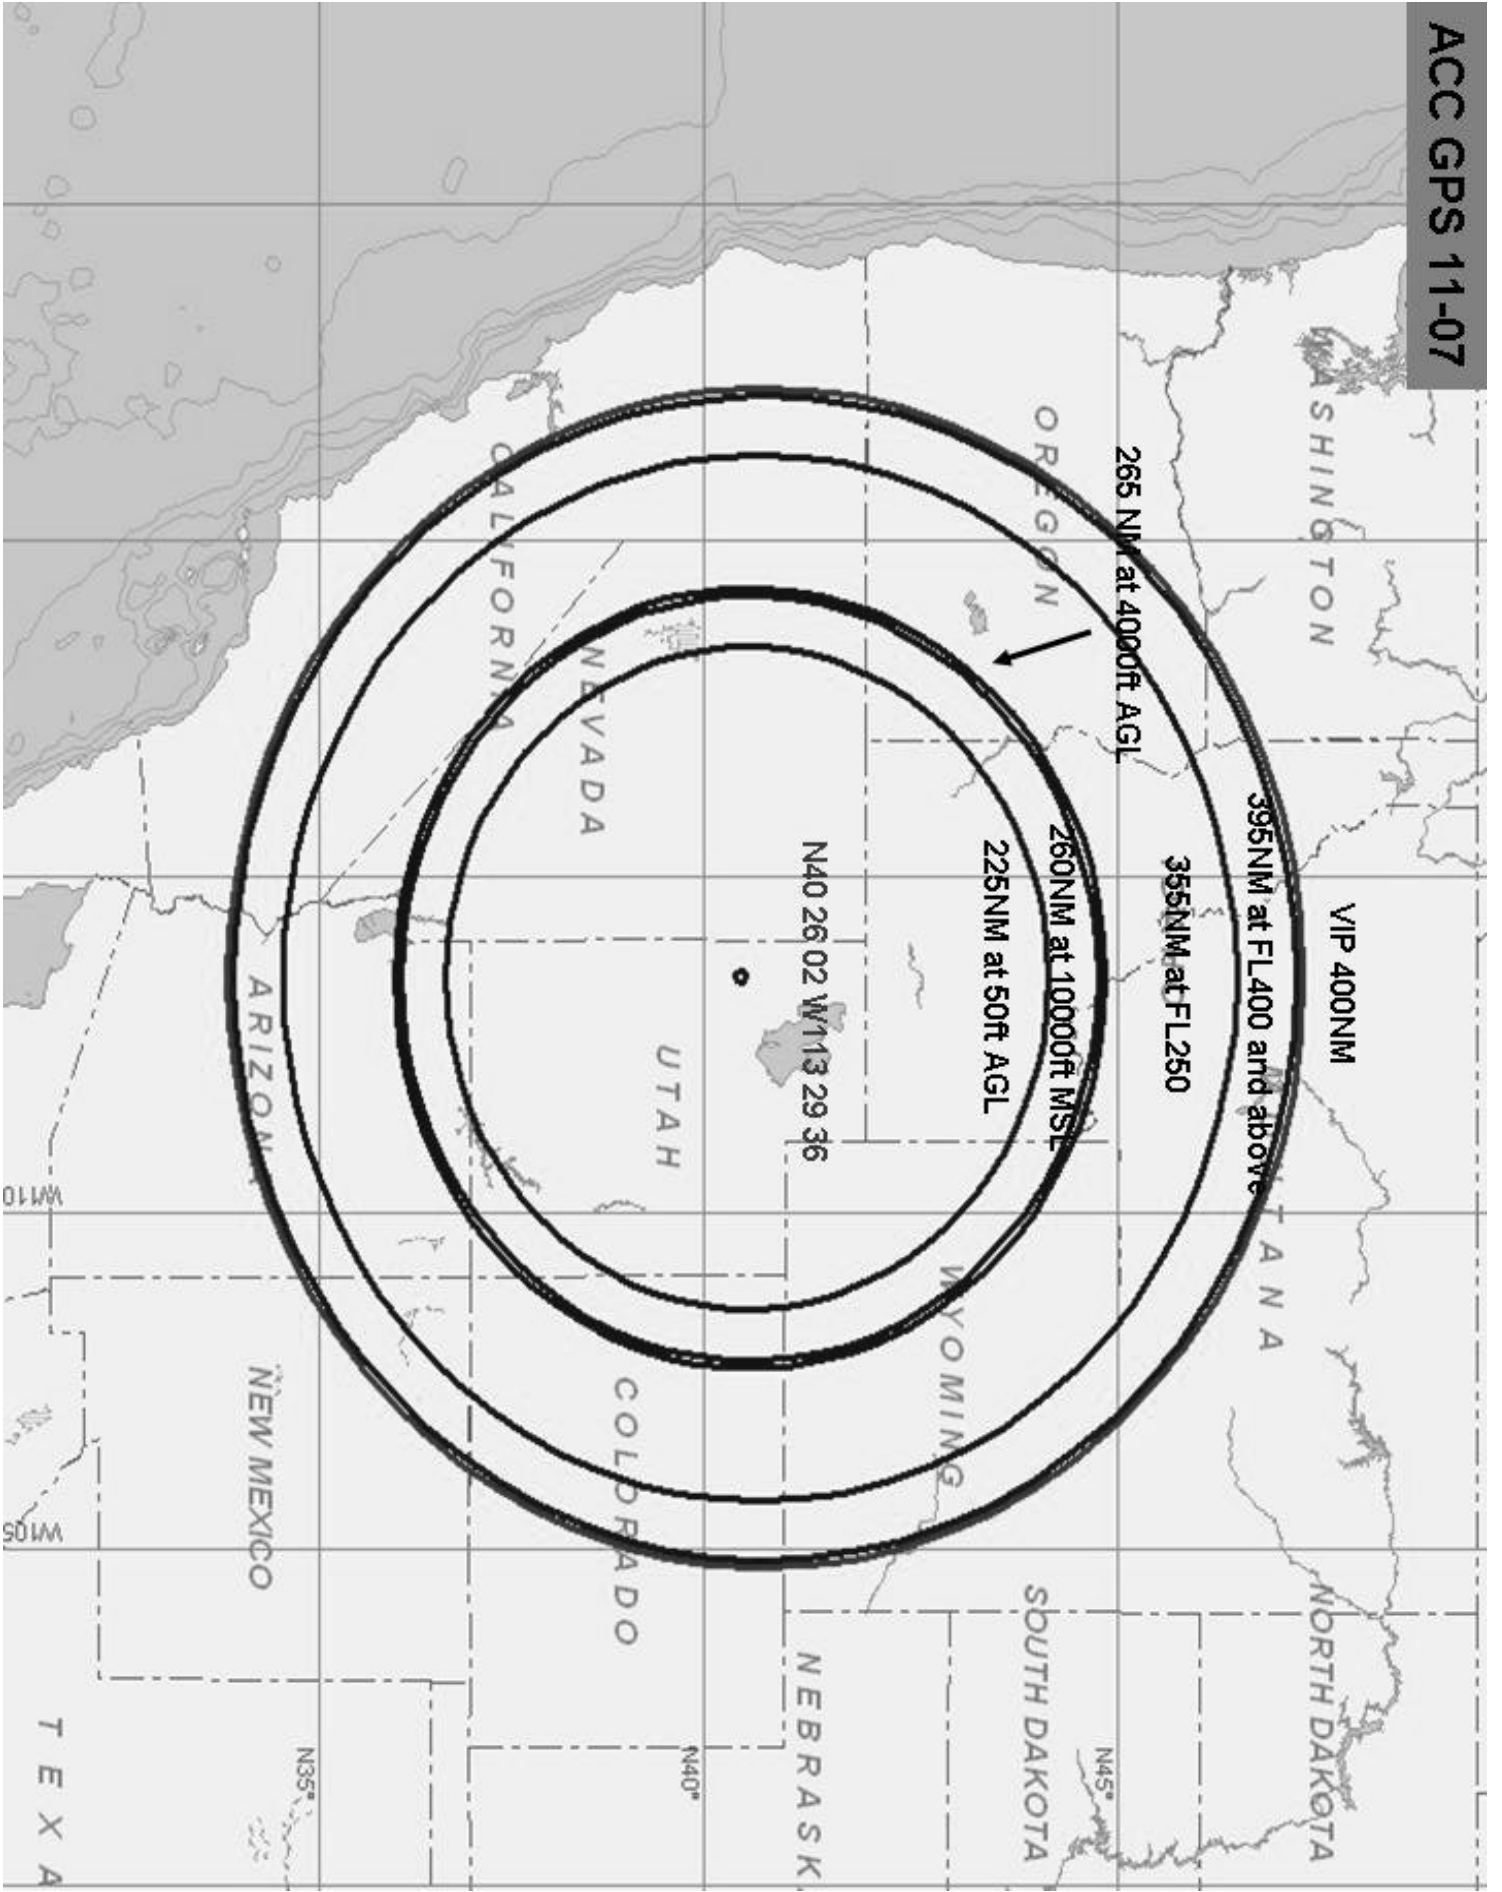 ACC GPS 11-07
WASHINGTON
NORTH DAKOTA
VIP 400NM
MONTANA
395NM at FL400 and above
355NM at FL250
265 NM at 4000ft AGL
OREGON
260NM at 10000ft MSL
225NM at 50ft AGL
N45°
SOUTH DAKOTA
WYOMING
N40 26 02 W113 29 36
NEBRASK
N40°
UTAH
NEVADA
COLORADO
CALIFORNIA
N35°
ARIZONA
NEW MEXICO
W110
W105
TEXA